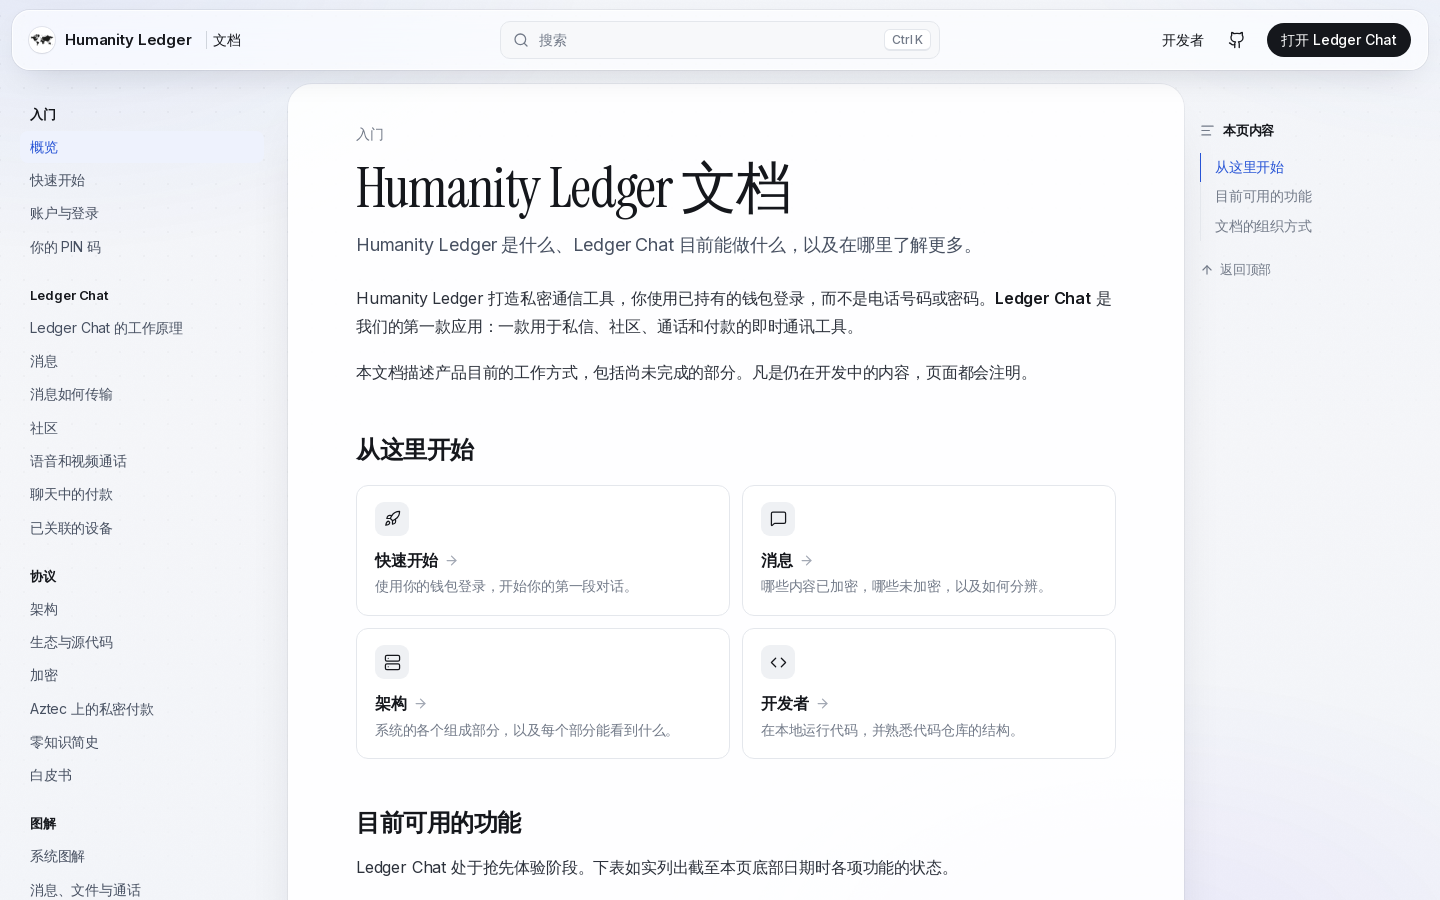 Humanity Ledger
文档
搜索
Ctrl K
开发者
打开 Ledger Chat
入门
概览
快速开始
账户与登录
你的 PIN 码
Ledger Chat
Ledger Chat 的工作原理
消息
消息如何传输
社区
语音和视频通话
聊天中的付款
已关联的设备
协议
架构
生态与源代码
加密
Aztec 上的私密付款
零知识简史
白皮书
图解
系统图解
消息、文件与通话
入门
Humanity Ledger 文档
Humanity Ledger 是什么、Ledger Chat 目前能做什么，以及在哪里了解更多。
Humanity Ledger 打造私密通信工具，你使用已持有的钱包登录，而不是电话号码或密码。Ledger Chat 是
我们的第一款应用：一款用于私信、社区、通话和付款的即时通讯工具。
本文档描述产品目前的工作方式，包括尚未完成的部分。凡是仍在开发中的内容，页面都会注明。
从这里开始
快速开始
使用你的钱包登录，开始你的第一段对话。
消息
哪些内容已加密，哪些未加密，以及如何分辨。
架构
系统的各个组成部分，以及每个部分能看到什么。
开发者
在本地运行代码，并熟悉代码仓库的结构。
目前可用的功能
Ledger Chat 处于抢先体验阶段。下表如实列出截至本页底部日期时各项功能的状态。
本页内容
从这里开始
目前可用的功能
文档的组织方式
返回顶部